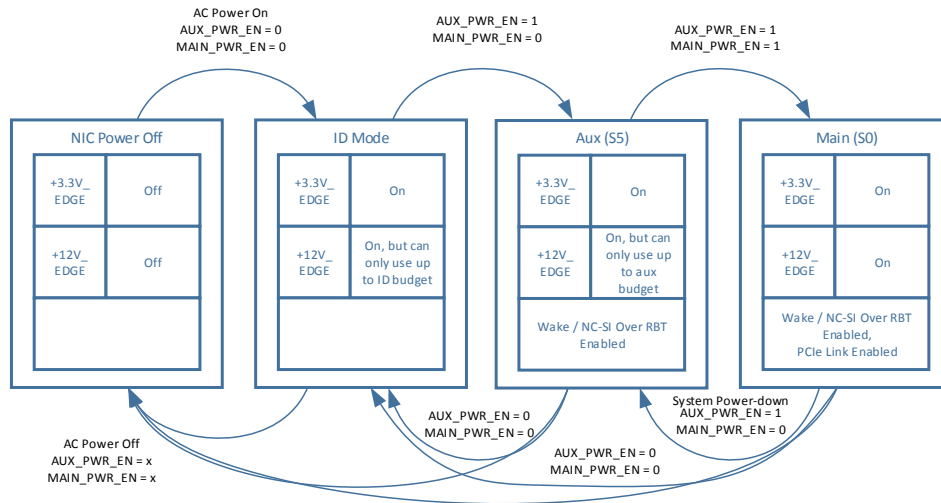 AC Power On
AUX_PWR_EN = 0
MAIN_PWR_EN = 0
AUX_PWR_EN = 1
MAIN_PWR_EN = 0
AUX_PWR_EN = 1
MAIN_PWR_EN = 1
NIC Power Off
+3.3V_
EDGE
Off
+12V_
EDGE
Off
ID Mode
+3.3V_
EDGE
On
+12V_
EDGE
On, but can
only use up
to ID budget
Aux (S5)
+3.3V_
EDGE
On
+12V_
EDGE
On, but can
only use up
to aux
budget
Wake / NC-SI Over RBT
Enabled
Main (S0)
+3.3V_
EDGE
On
+12V_
EDGE
On
Wake / NC-SI Over RBT
Enabled,
PCIe Link Enabled
AC Power Off
AUX_PWR_EN = x
MAIN_PWR_EN = x
AUX_PWR_EN = 0
MAIN_PWR_EN = 0
AUX_PWR_EN = 0
MAIN_PWR_EN = 0
System Power-down
AUX_PWR_EN = 1
MAIN_PWR_EN = 0